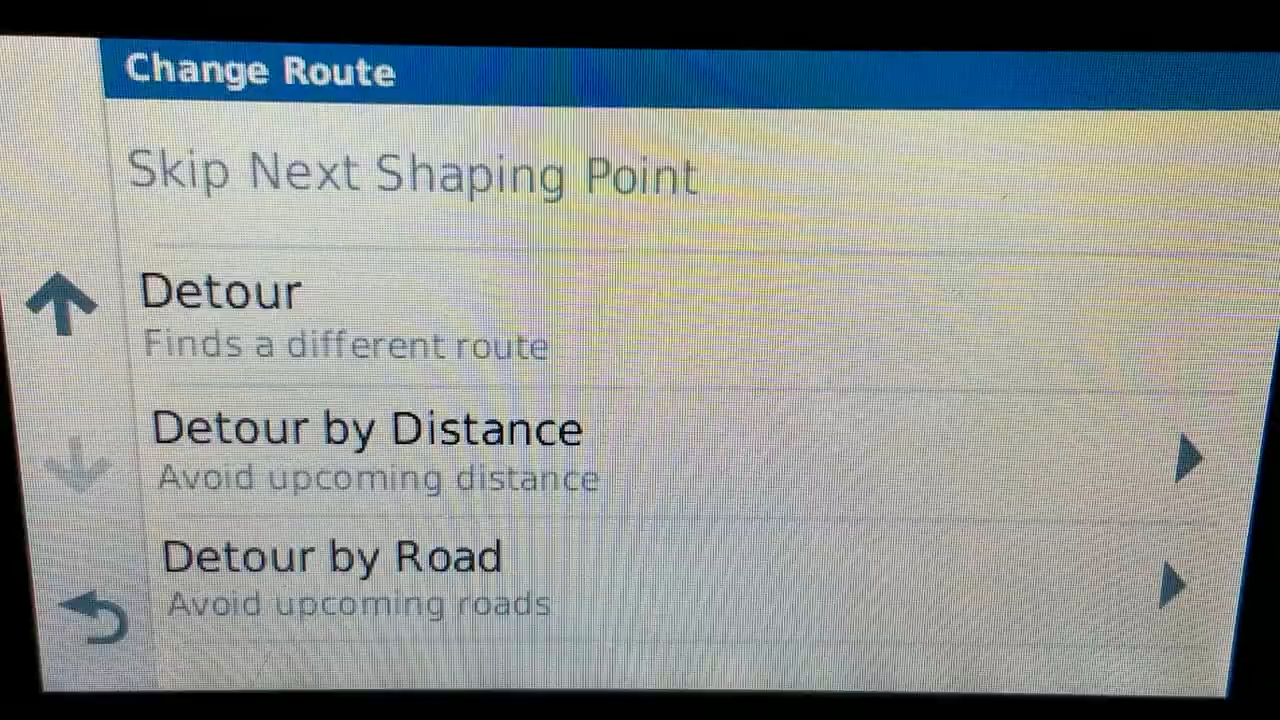 Change Route
Skip Next Shaping Point
Detour
Finds a different route
Detour by Distance
Avoid upcoming distance
Detour by Road
Avoid upcoming roads